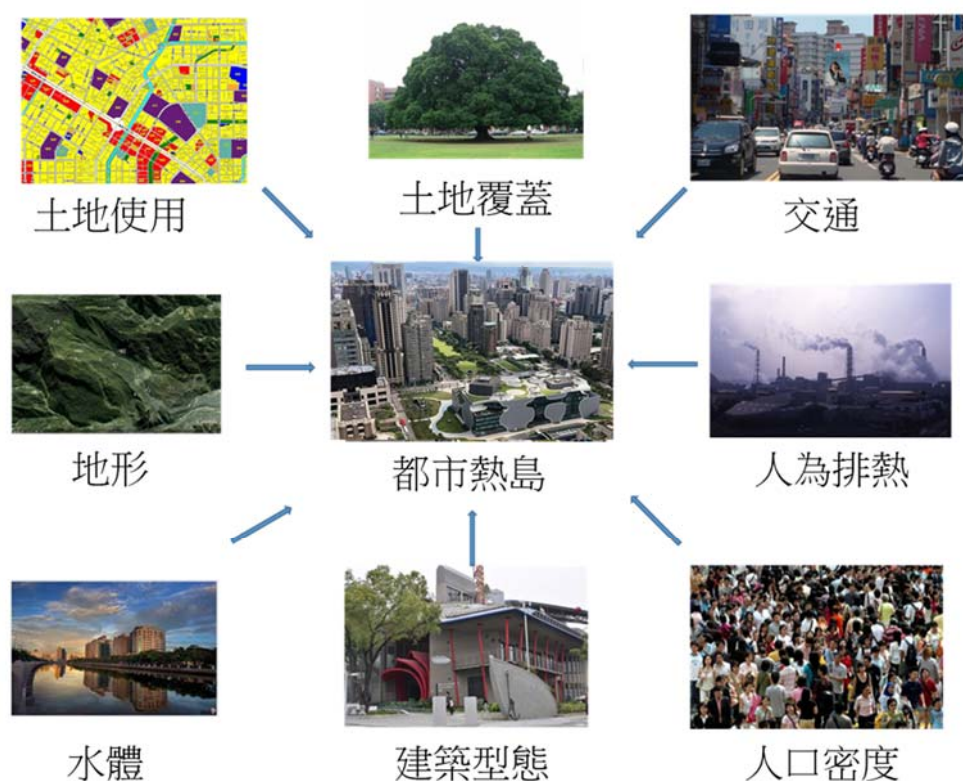 土地使用
土地覆蓋
交通
地形
都市熱島
人為排熱
水體
建築型態
人口密度